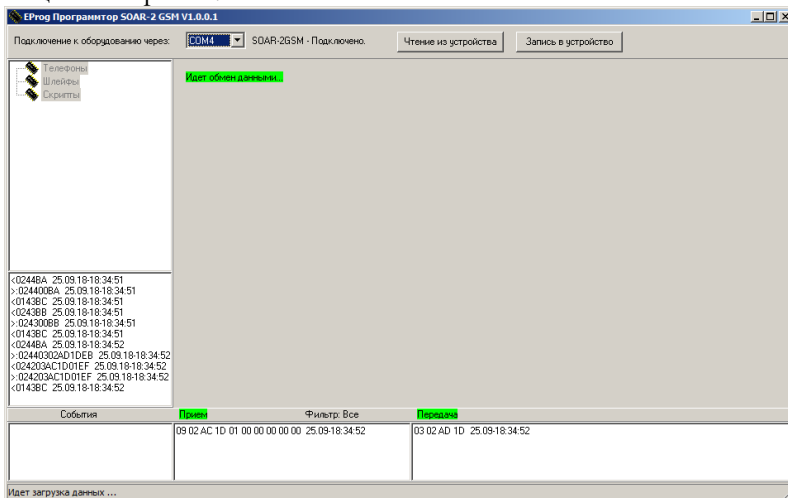 EProg Програмитор SOAR-2 GSM V1.0.0.1
Подключение к оборудованию через: COM4 SOAR-2GSM - Подключено. Чтение из устройства Запись в устройство
Телефоны
Шлейфы
Скрипты
Идет обмен данными...
<0244BA 25.09.18-18:34:51
>:024400BA 25.09.18-18:34:51
<0143BC 25.09.18-18:34:51
<0243BB 25.09.18-18:34:51
>:024300BB 25.09.18-18:34:51
<0143BC 25.09.18-18:34:51
<0244BA 25.09.18-18:34:52
>:02440302AD1DEB 25.09.18-18:34:52
<024203AC1D01EF 25.09.18-18:34:52
>:024203AC1D01EF 25.09.18-18:34:52
<0143BC 25.09.18-18:34:52
События Прием Фильтр: Все Передача
09 02 AC 1D 01 00 00 00 00 00 25.09-18:34:52 03 02 AD 1D 25.09-18:34:52
Идет загрузка данных ...